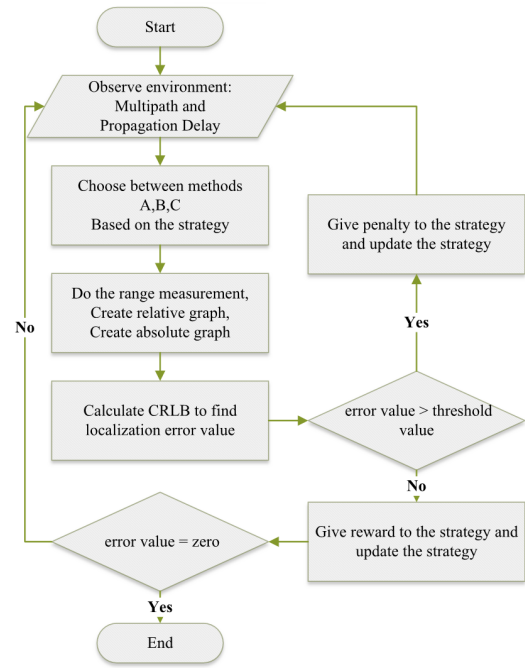 Start
Observe environment:
Multipath and
Propagation Delay
Choose between methods
A,B,C
Based on the strategy
Give penalty to the strategy
and update the strategy
Do the range measurement,
Create relative graph,
Create absolute graph
No
Yes
Calculate CRLB to find
localization error value
error value > threshold
value
No
Give reward to the strategy and
update the strategy
error value = zero
Yes
End